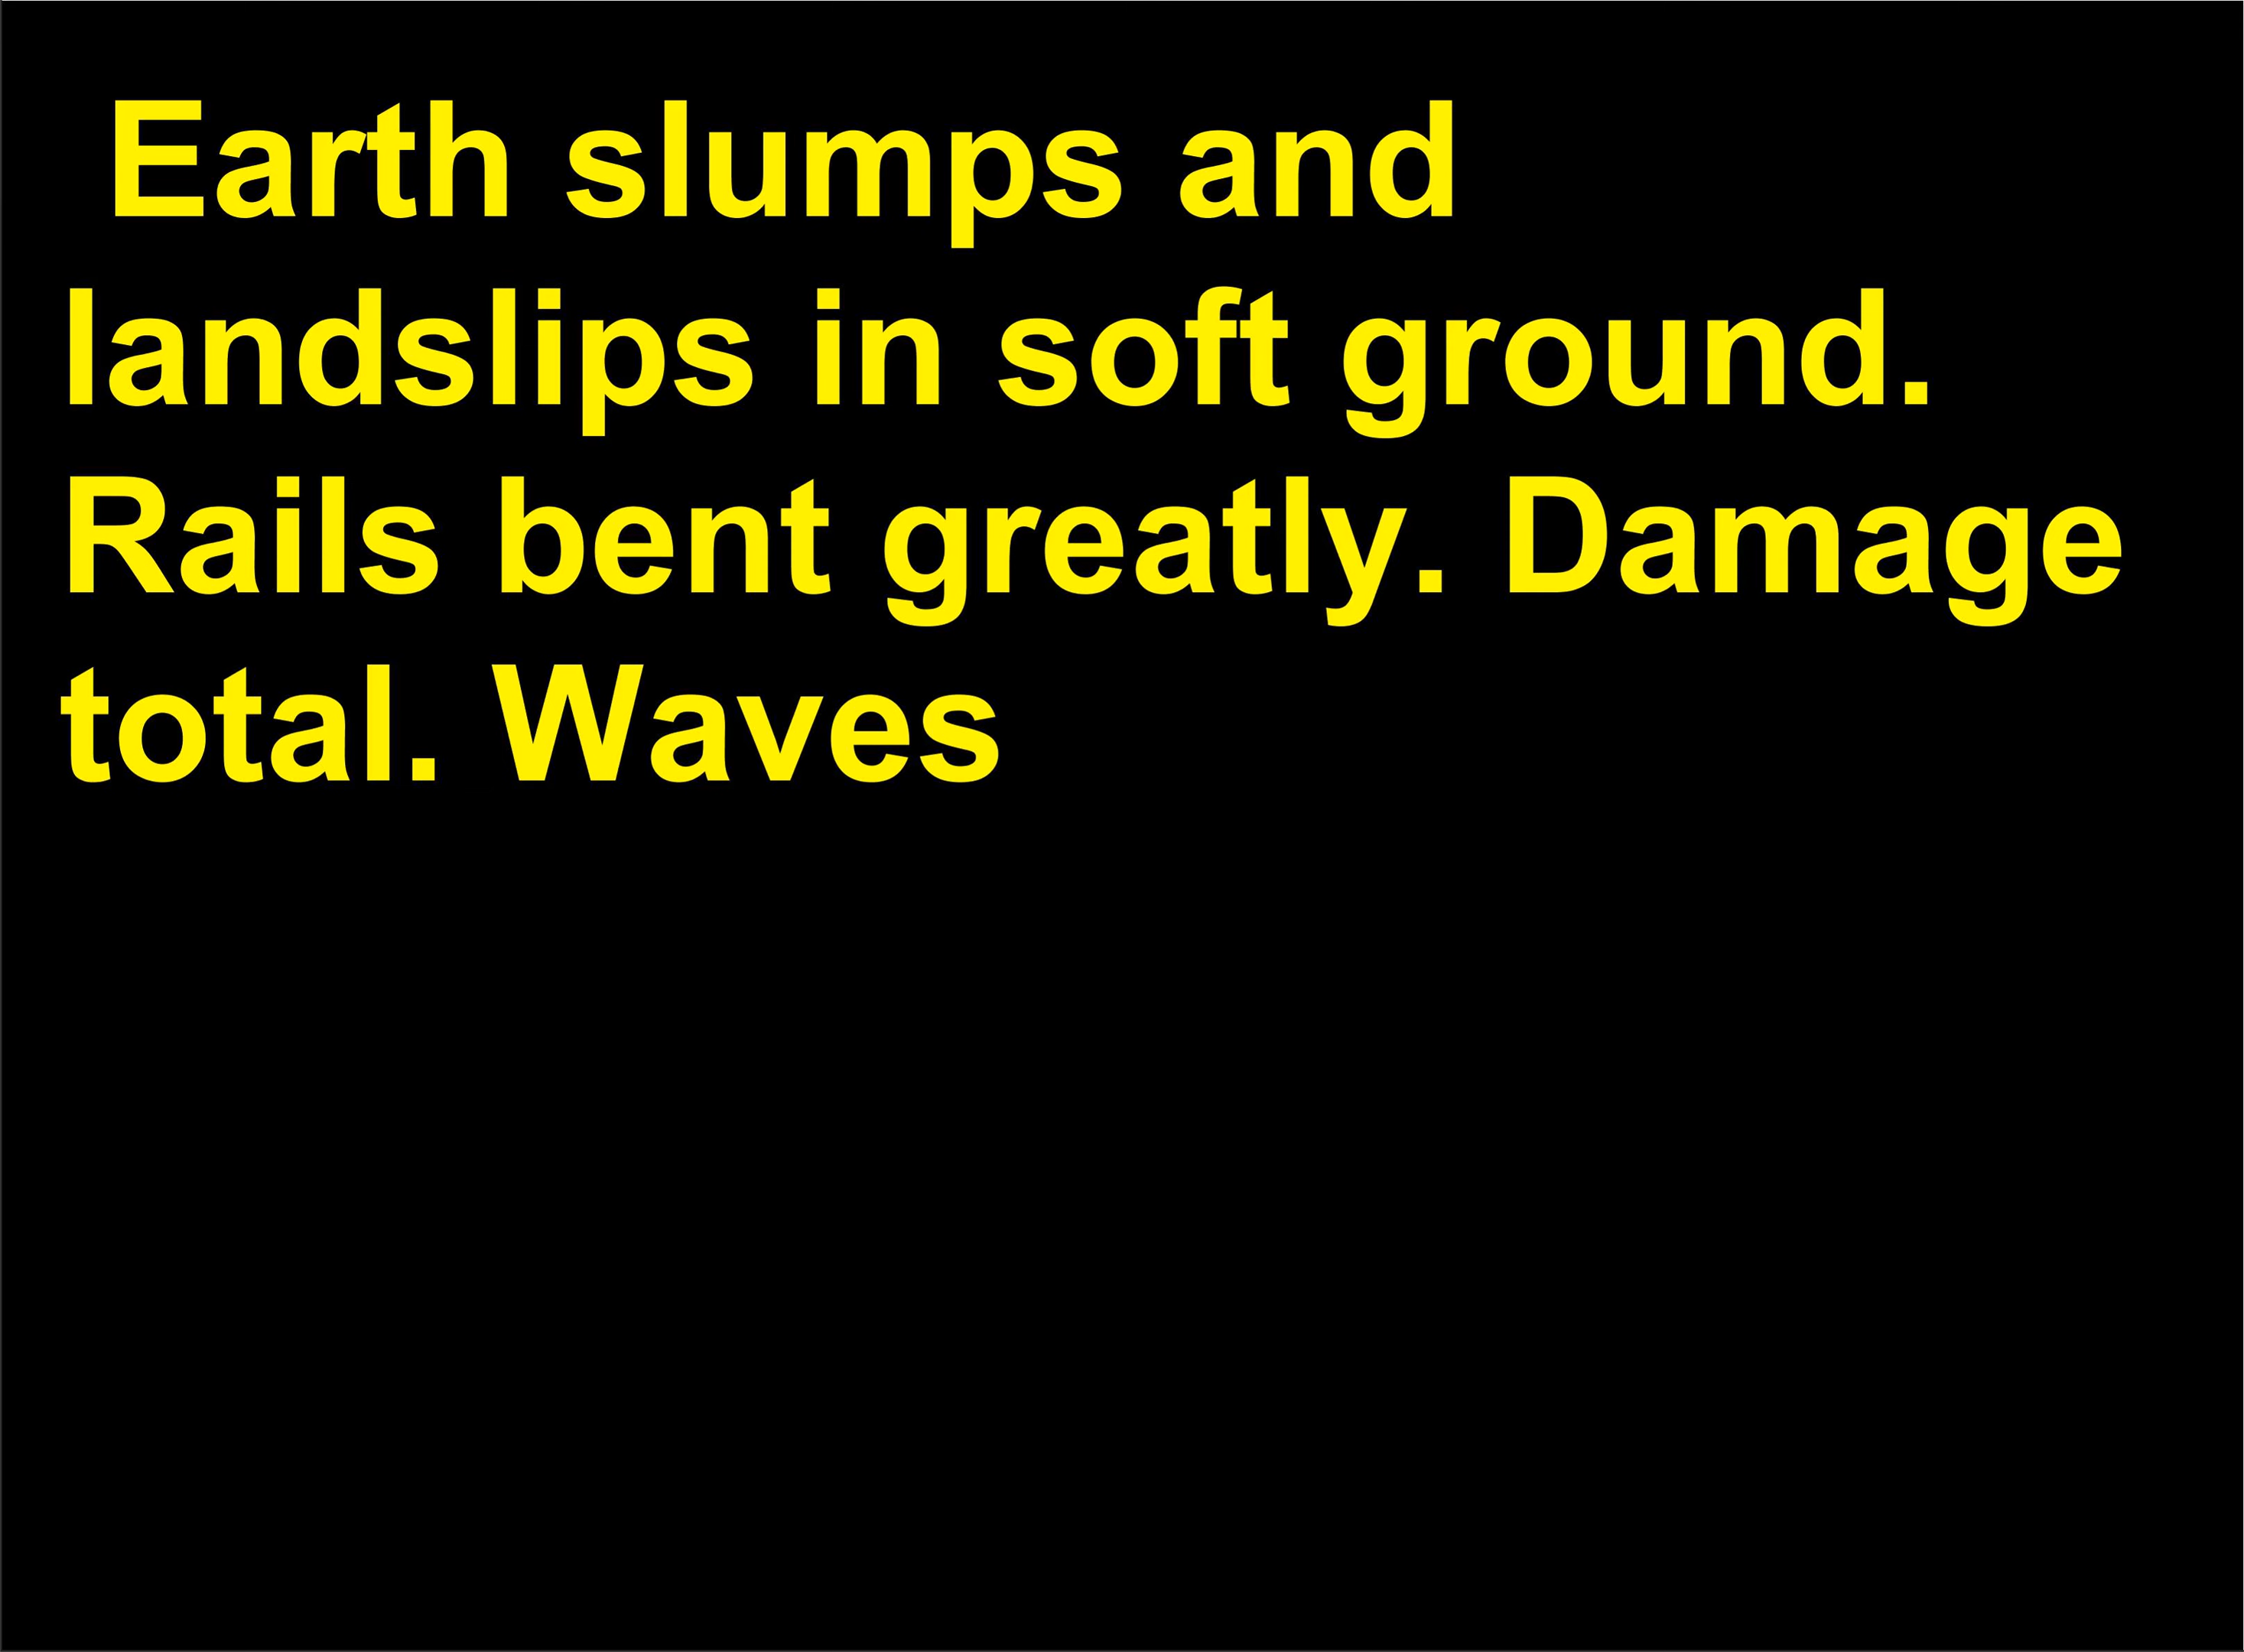 Earth slumps and
landslips in soft ground.
Rails bent greatly. Damage
total. Waves